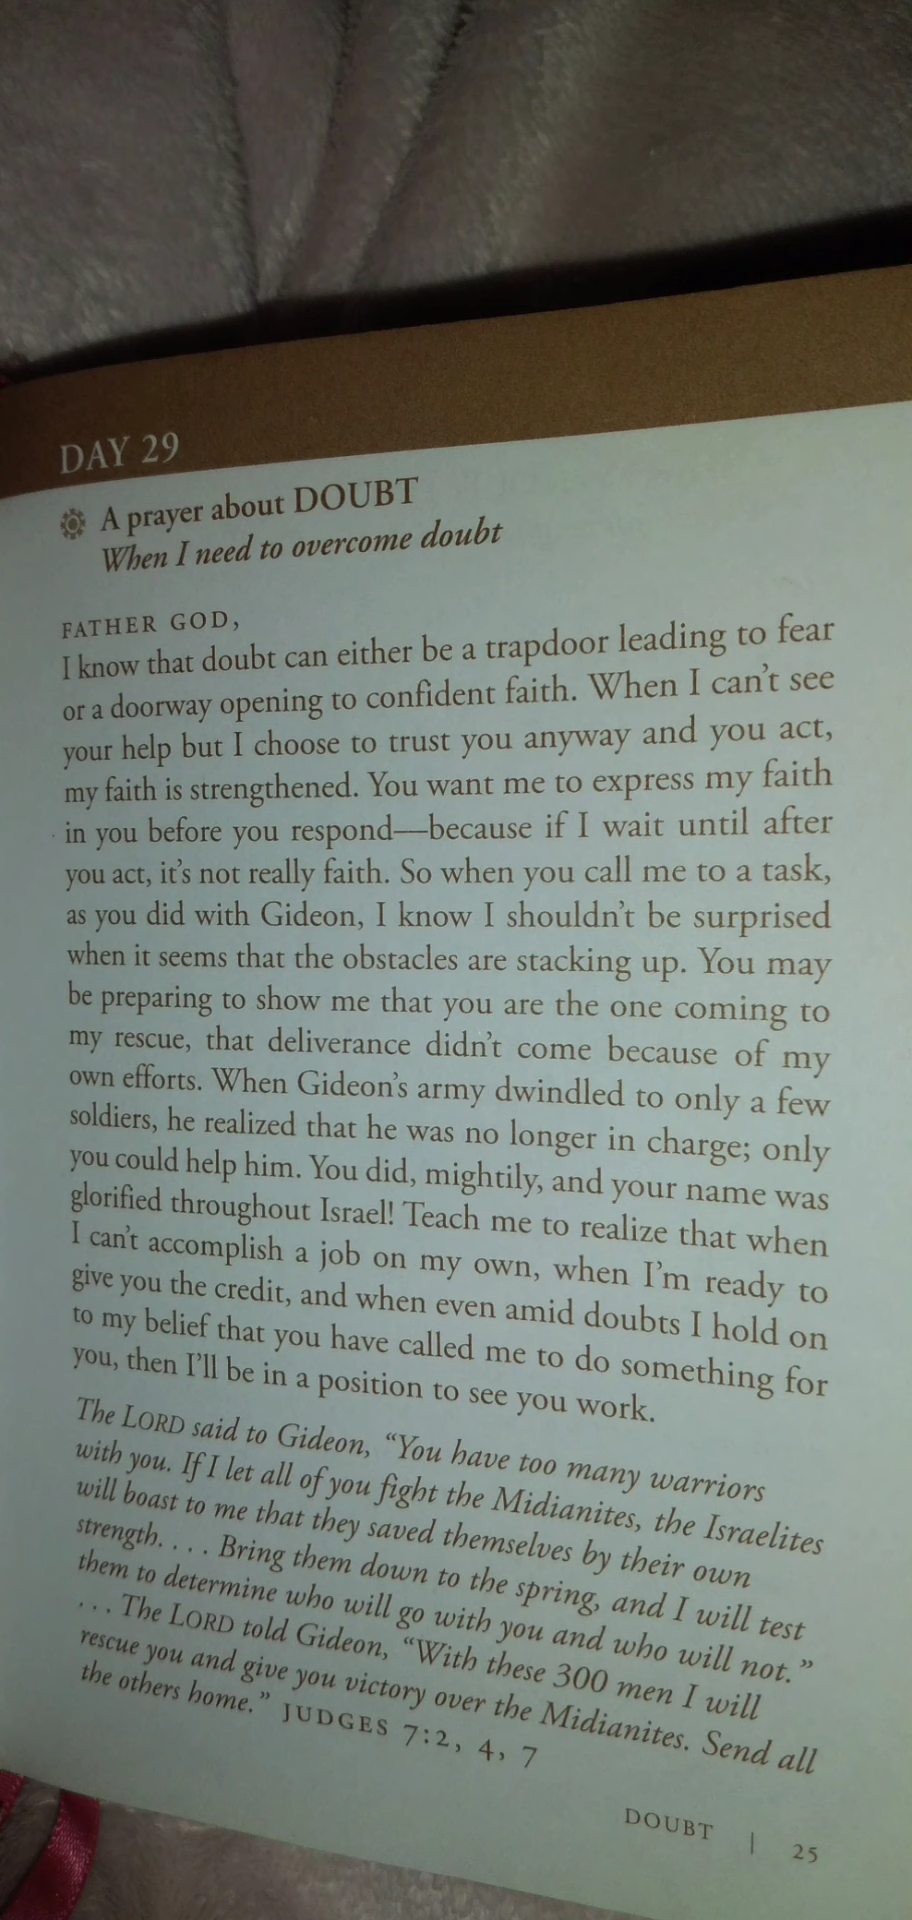 DAY 29
A prayer about DOUBT
When I need to overcome doubt
FATHER GOD,
I know that doubt can either be a trapdoor leading to fear
or a doorway opening to confident faith. When I can't see
your help but I choose to trust you anyway and you act,
my faith is strengthened. You want me to express my faith
in you before you respond—because if I wait until after
you act, it's not really faith. So when you call me to a task,
as you did with Gideon, I know I shouldn't be surprised
when it seems that the obstacles are stacking up. You may
be preparing to show me that you are the one coming to
my rescue, that deliverance didn't come because of my
own efforts. When Gideon's army dwindled to only a few
soldiers, he realized that he was no longer in charge; only
you could help him. You did, mightily, and your name was
glorified throughout Israel! Teach me to realize that when
I can't accomplish a job on my own, when I'm ready to
give you the credit, and when even amid doubts I hold on
to my belief that you have called me to do something for
you, then I'll be in a position to see you work.
The LORD said to Gideon, “You have too many warriors
with you. If I let all of you fight the Midianites, the Israelites
will boast to me that they saved themselves by their own
strength. . . . Bring them down to the spring, and I will test
them to determine who will go with you and who will not.”
. . . The LORD told Gideon, “With these 300 men I will
rescue you and give you victory over the Midianites. Send all
the others home.” JUDGES 7:2, 4, 7
DOUBT | 25